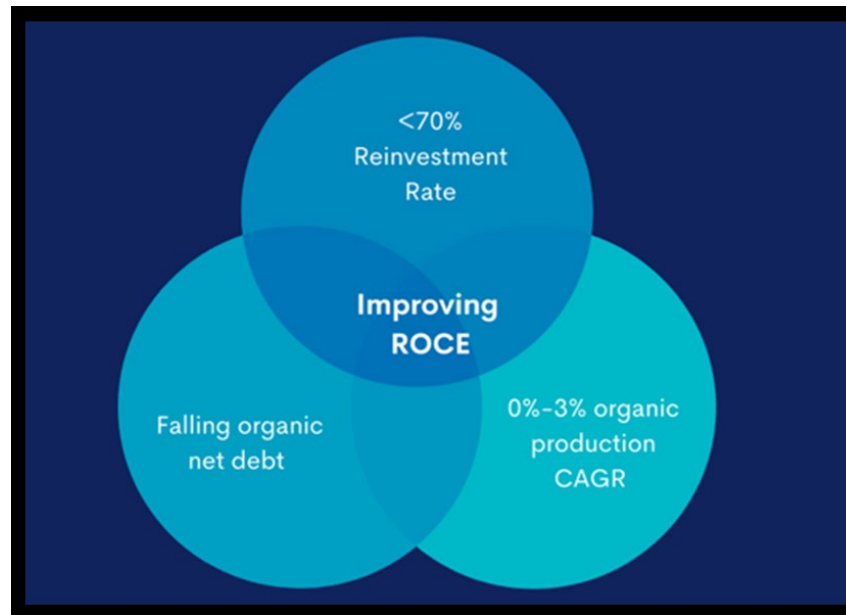 <70%
Reinvestment
Rate
Improving
ROCE
Falling organic
net debt
0%-3% organic
production
CAGR